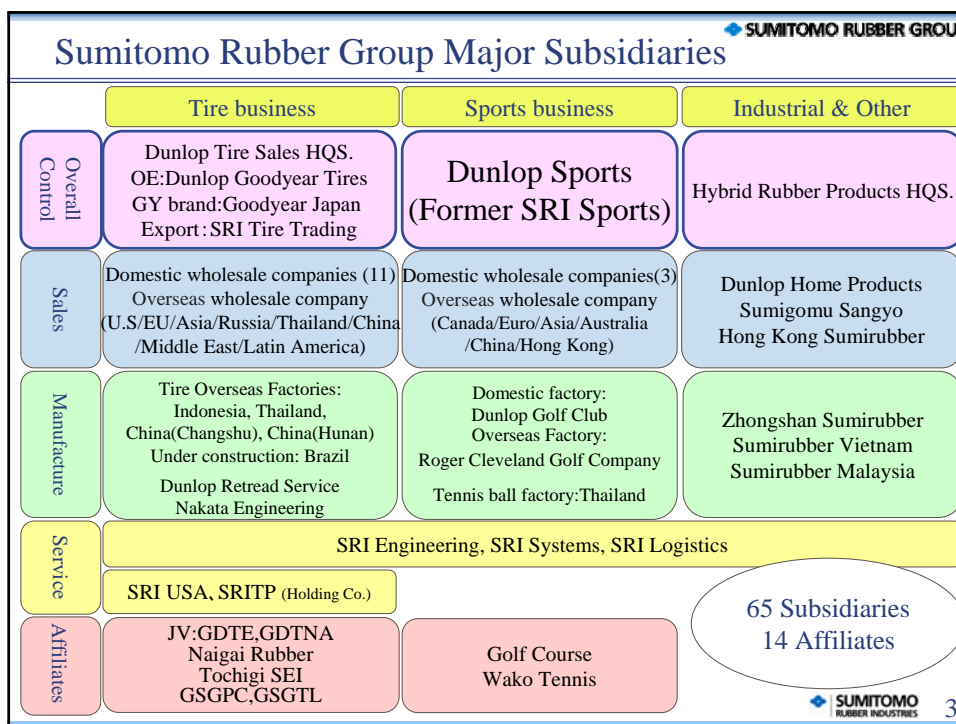 SUMITOMO RUBBER GROU
Sumitomo Rubber Group Major Subsidiaries
Tire business
Sports business
Industrial & Other
Overall
Control
Dunlop Tire Sales HQS.
OE:Dunlop Goodyear Tires
GY brand:Goodyear Japan
Export:SRI Tire Trading
Dunlop Sports
(Former SRI Sports)
Hybrid Rubber Products HQS.
Sales
Domestic wholesale companies (11)
Overseas wholesale company
(U.S/EU/Asia/Russia/Thailand/China
/Middle East/Latin America)
Domestic wholesale companies(3)
Overseas wholesale company
(Canada/Euro/Asia/Australia
/China/Hong Kong)
Dunlop Home Products
Sumigomu Sangyo
Hong Kong Sumirubber
Manufacture
Tire Overseas Factories:
Indonesia, Thailand,
China(Changshu), China(Hunan)
Under construction: Brazil
Dunlop Retread Service
Nakata Engineering
Domestic factory:
Dunlop Golf Club
Overseas Factory:
Roger Cleveland Golf Company
Tennis ball factory:Thailand
Zhongshan Sumirubber
Sumirubber Vietnam
Sumirubber Malaysia
Service
SRI Engineering, SRI Systems, SRI Logistics
SRI USA, SRITP (Holding Co.)
Affiliates
JV:GDTE,GDTNA
Naigai Rubber
Tochigi SEI
GSGPC,GSGTL
Golf Course
Wako Tennis
65 Subsidiaries
14 Affiliates
SUMITOMO
RUBBER INDUSTRIES
3